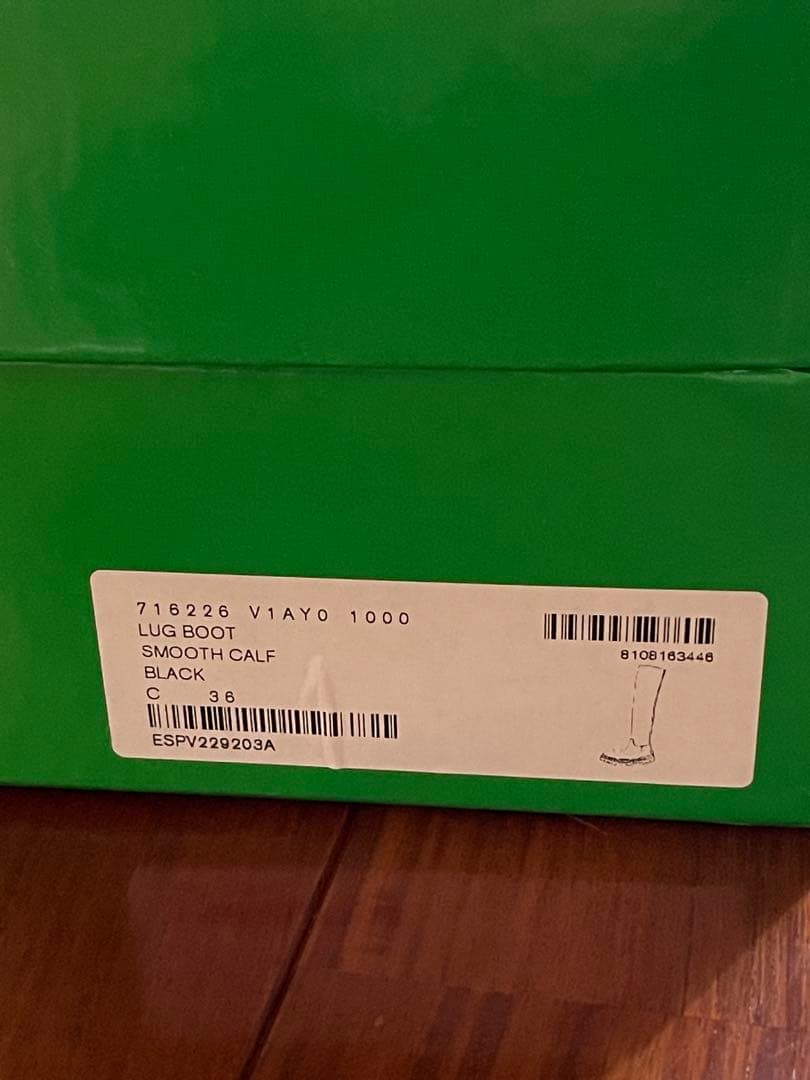 716226 V1AY0 1000
LUG BOOT
SMOOTH CALF
BLACK
C 36
ESPV229203A
8108163446